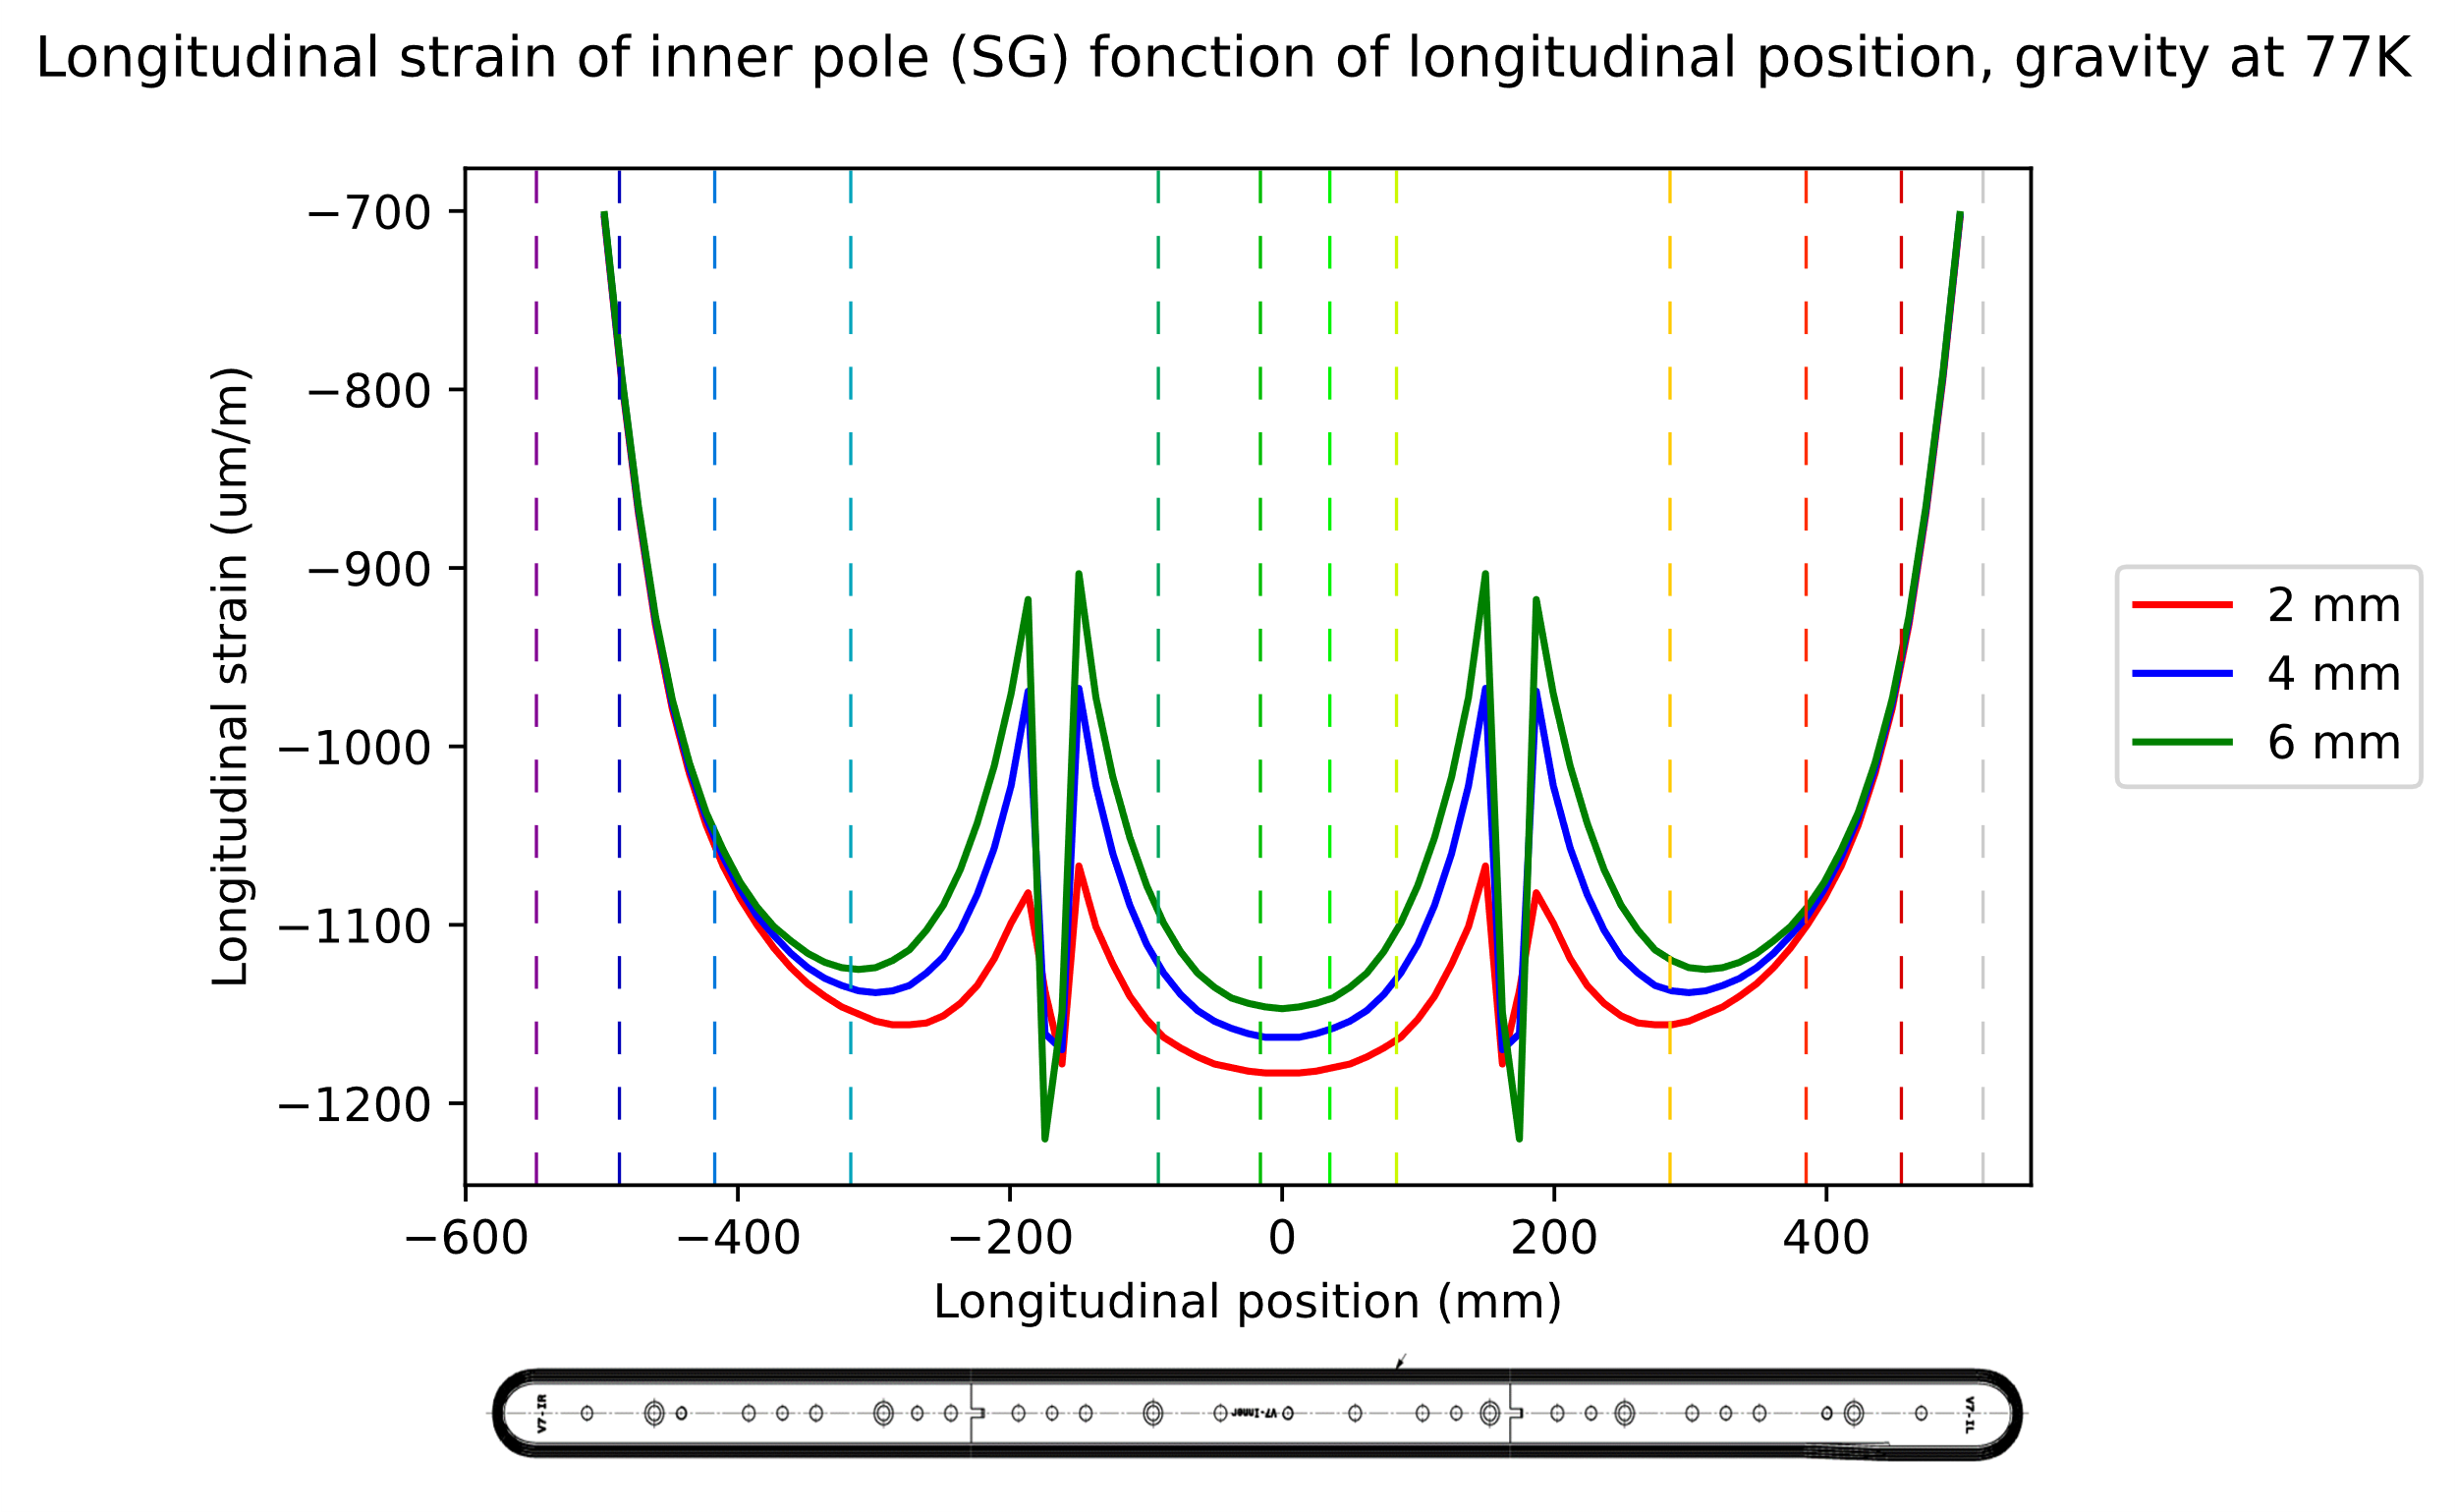 Longitudinal strain of inner pole (SG) fonction of longitudinal position, gravity at 77K
Longitudinal strain (um/m)
−700
−800
−900
−1000
−1100
−1200
−600
−400
−200
0
200
400
Longitudinal position (mm)
2 mm
4 mm
6 mm
V7-IR
V7-Inner
V7-IL